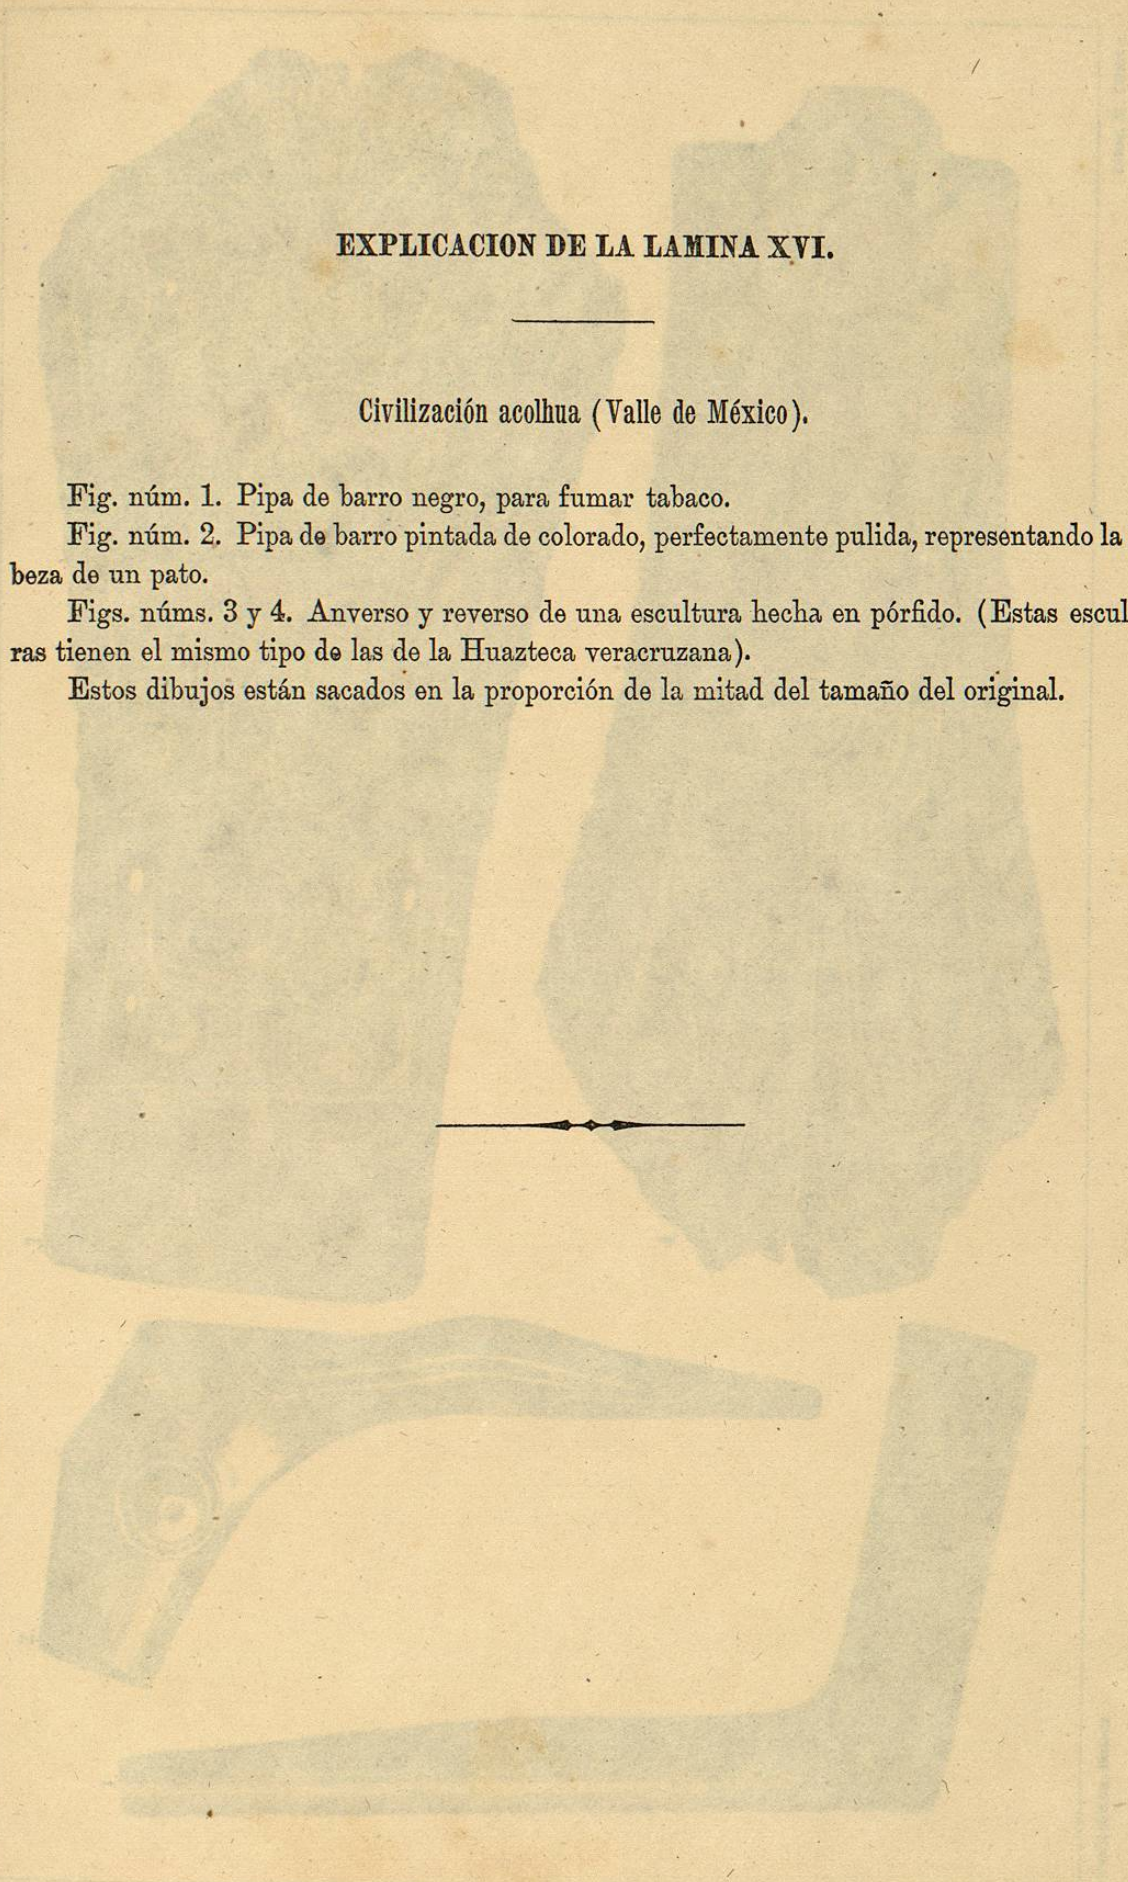 EXPLICACION DE LA LAMINA XVI.
Civilización acolhua (Valle de México).
Fig. núm. 1. Pipa de barro negro, para fumar tabaco.
Fig. núm. 2. Pipa de barro pintada de colorado, perfectamente pulida, representando la
beza de un pato.
Figs. núms. 3 y 4. Anverso y reverso de una escultura hecha en pórfido. (Estas escul
ras tienen el mismo tipo de las de la Huazteca veracruzana).
Estos dibujos están sacados en la proporción de la mitad del tamaño del original.